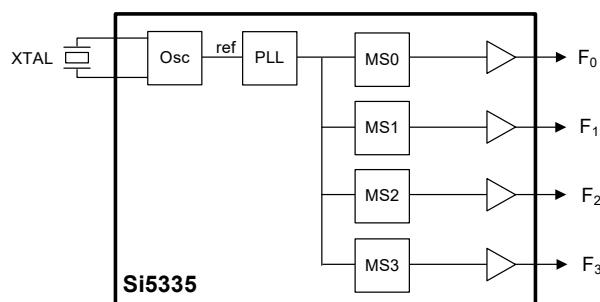 XTAL Osc ref PLL MS0 F₀
MS1 F₁
MS2 F₂
MS3 F₃
Si5335